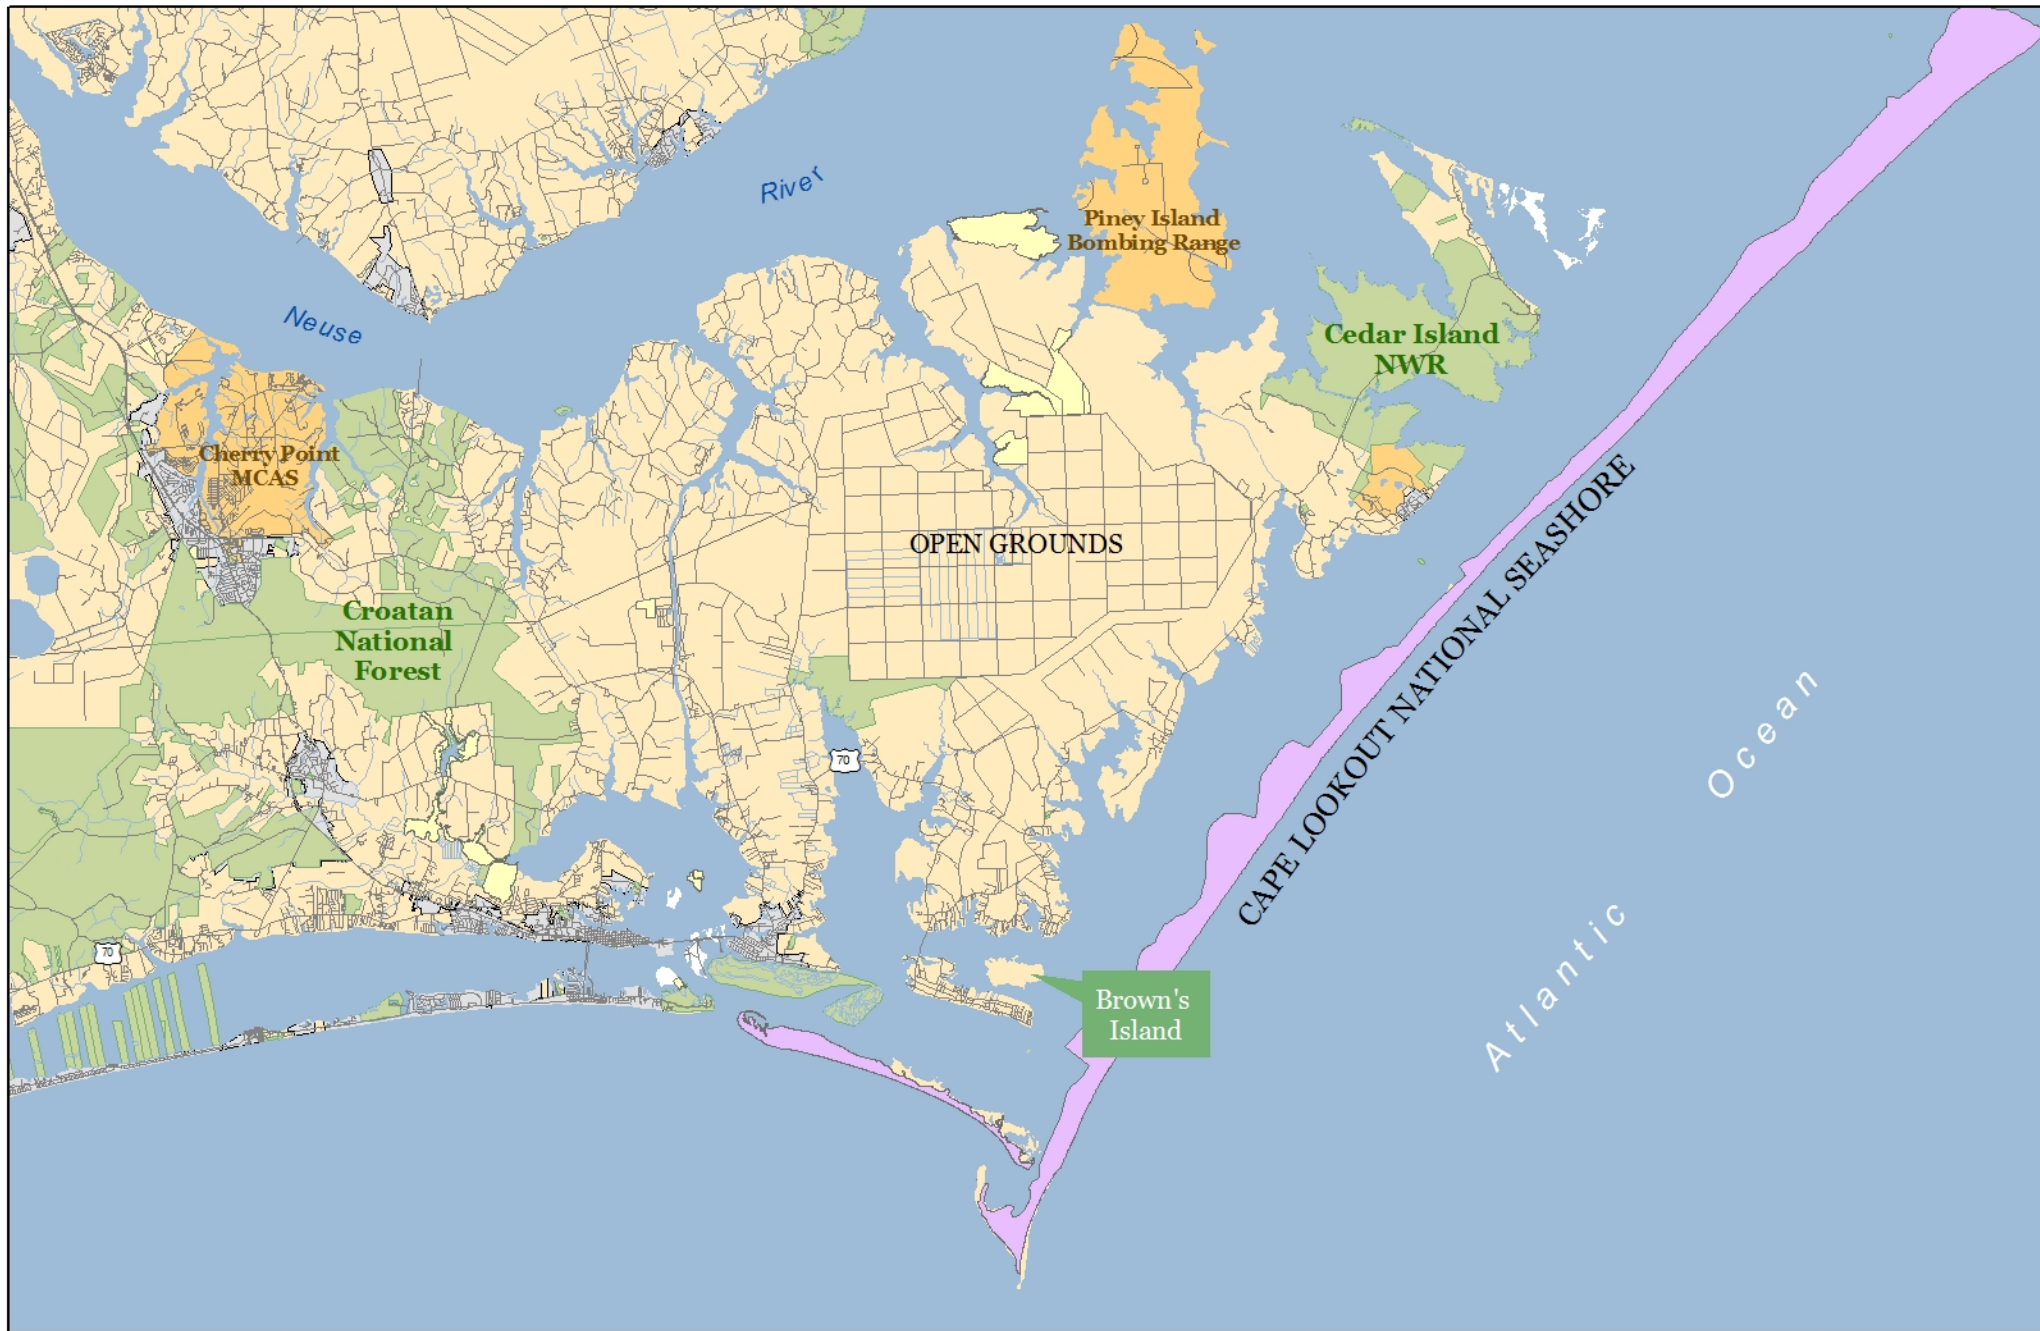 River
Piney Island
Bombing Range
Neuse
Cedar Island
NWR
Cherry Point
MCAS
OPEN GROUNDS
CAPE LOOKOUT NATIONAL SEASHORE
Croatan
National
Forest
70
70
Brown's
Island
Atlantic Ocean